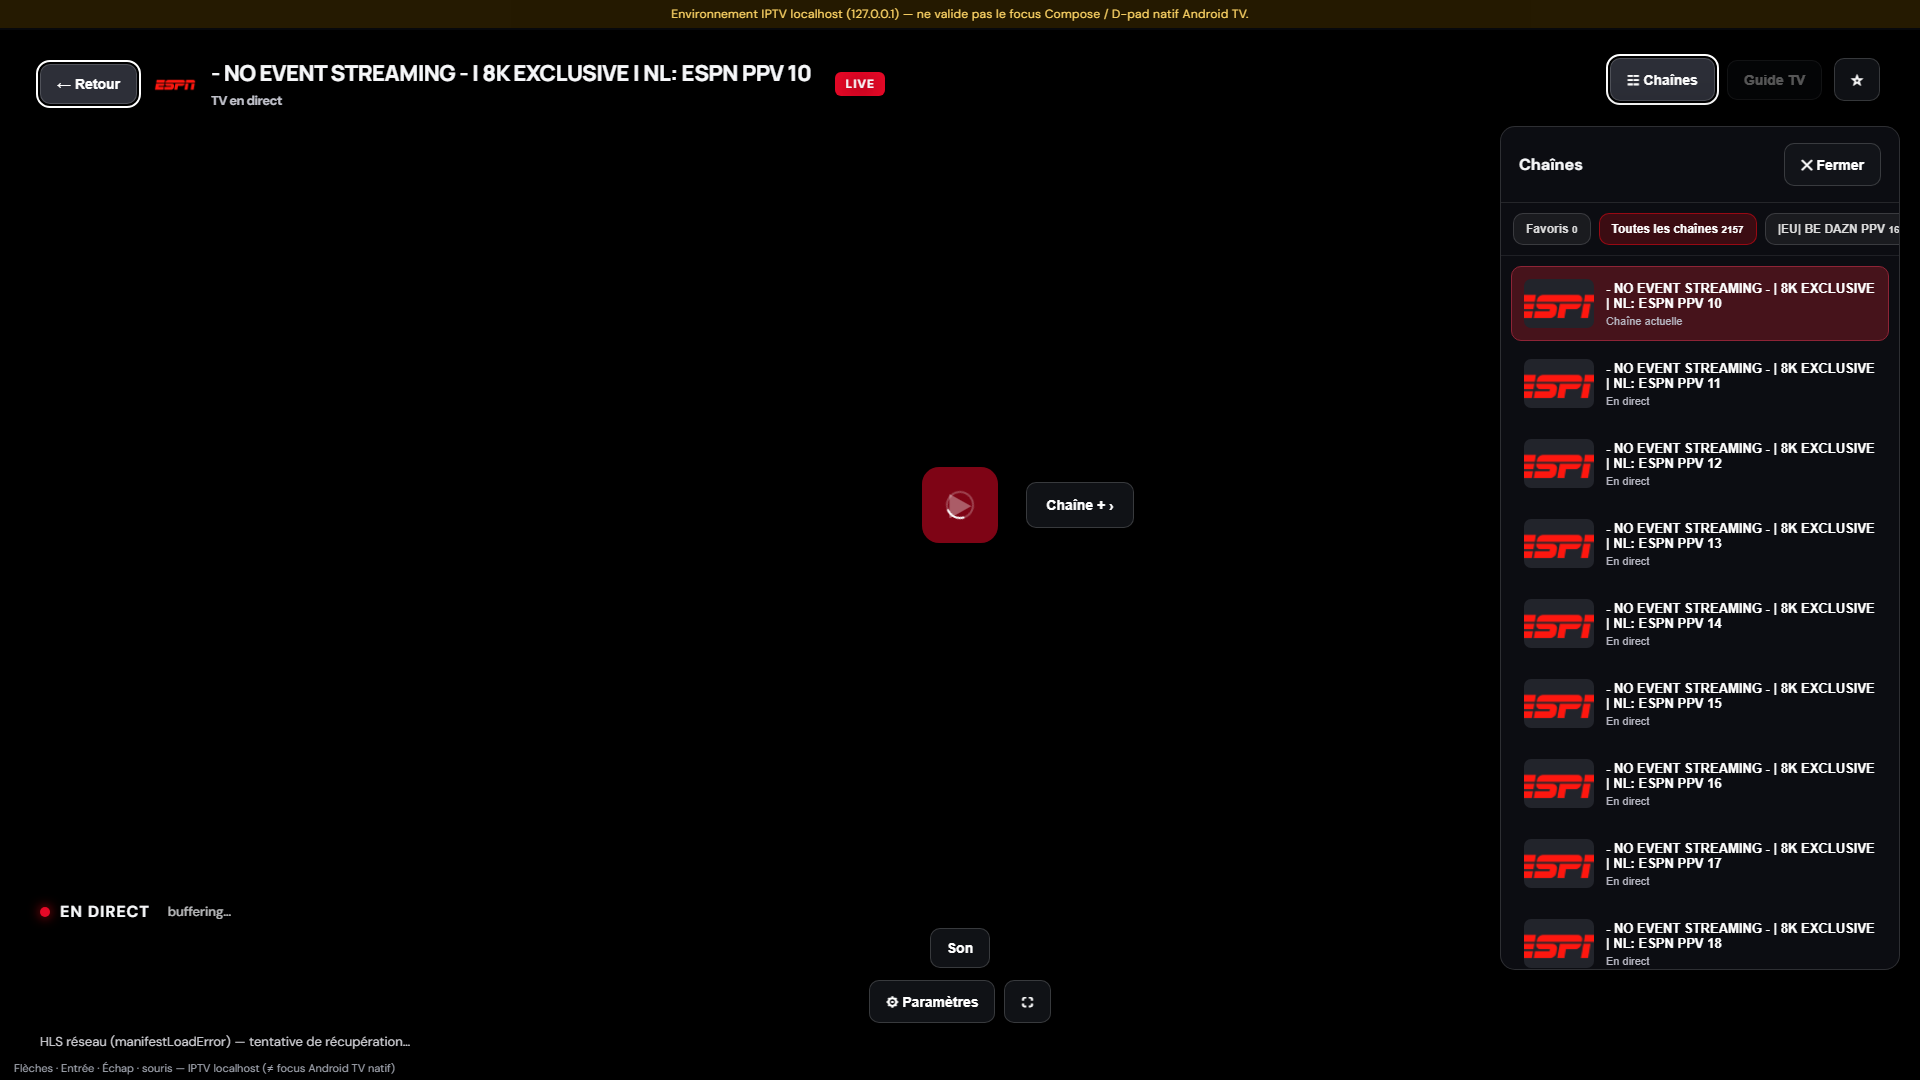 Environnement IPTV localhost (127.0.0.1) — ne valide pas le focus Compose / D-pad natif Android TV.
← Retour
ESPN
- NO EVENT STREAMING - | 8K EXCLUSIVE | NL: ESPN PPV 10
TV en direct
LIVE
☷ Chaînes
Guide TV
☆
Chaînes
✕ Fermer
Favoris 0
Toutes les chaînes 2157
|EU| BE DAZN PPV 16
- NO EVENT STREAMING - | 8K EXCLUSIVE
| NL: ESPN PPV 10
Chaîne actuelle
- NO EVENT STREAMING - | 8K EXCLUSIVE
| NL: ESPN PPV 11
En direct
- NO EVENT STREAMING - | 8K EXCLUSIVE
| NL: ESPN PPV 12
En direct
- NO EVENT STREAMING - | 8K EXCLUSIVE
| NL: ESPN PPV 13
En direct
- NO EVENT STREAMING - | 8K EXCLUSIVE
| NL: ESPN PPV 14
En direct
- NO EVENT STREAMING - | 8K EXCLUSIVE
| NL: ESPN PPV 15
En direct
- NO EVENT STREAMING - | 8K EXCLUSIVE
| NL: ESPN PPV 16
En direct
- NO EVENT STREAMING - | 8K EXCLUSIVE
| NL: ESPN PPV 17
En direct
- NO EVENT STREAMING - | 8K EXCLUSIVE
| NL: ESPN PPV 18
En direct
Chaîne + ›
EN DIRECT
buffering…
Son
⚙ Paramètres
HLS réseau (manifestLoadError) — tentative de récupération…
Flèches · Entrée · Échap · souris — IPTV localhost (≠ focus Android TV natif)